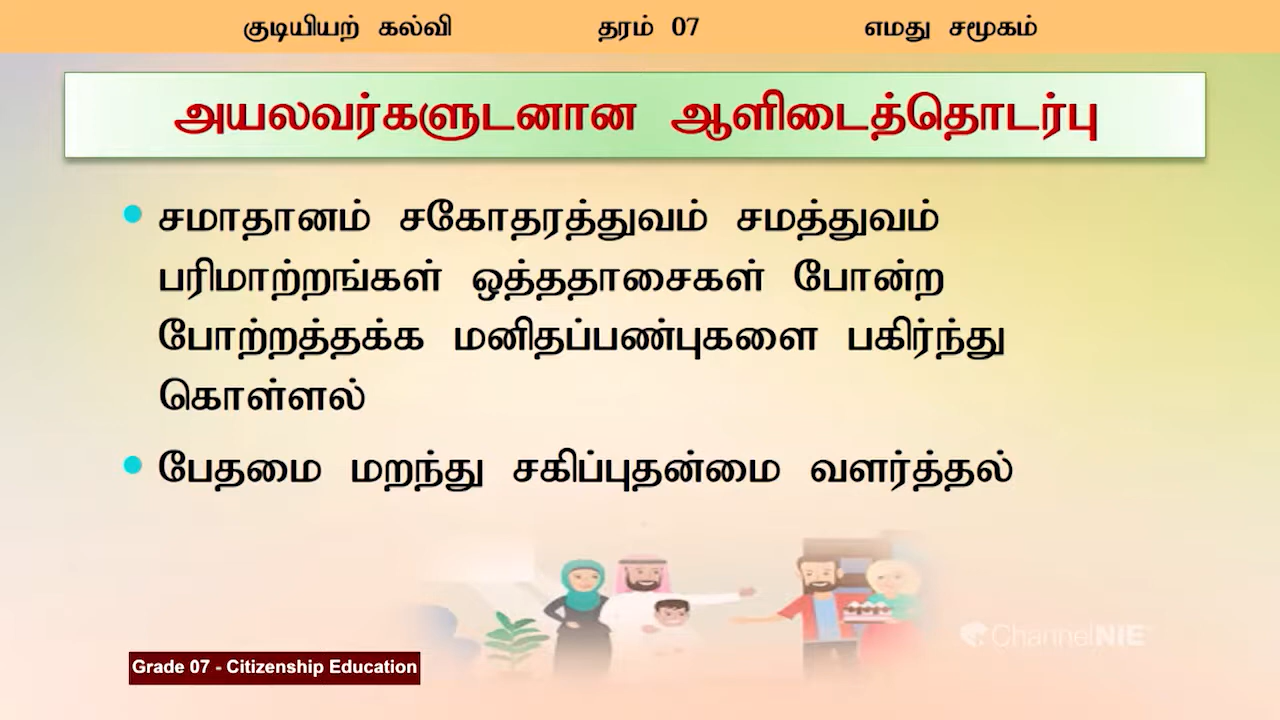 குடியியற் கல்வி தரம் 07 எமது சமூகம்
அயலவர்களுடனான ஆளிடைத்தொடர்பு
சமாதானம் சகோதரத்துவம் சமத்துவம்
பரிமாற்றங்கள் ஒத்ததாசைகள் போன்ற
போற்றத்தக்க மனிதப்பண்புகளை பகிர்ந்து
கொள்ளல்
பேதமை மறந்து சகிப்புதன்மை வளர்த்தல்
ChannelNIE
Grade 07 - Citizenship Education